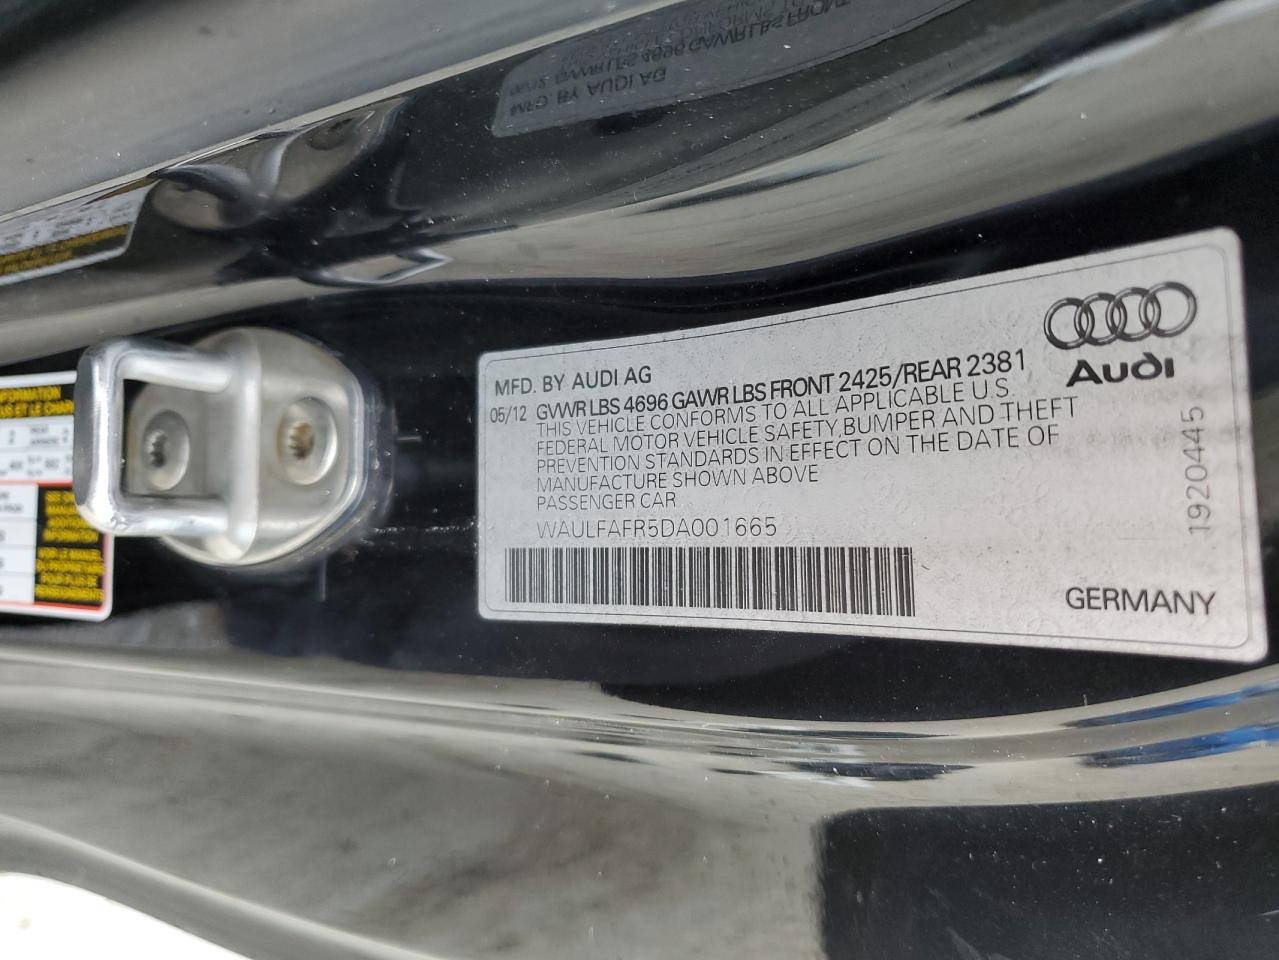 MFD. BY AUDI AG
05/12 GVWR LBS 4696 GAWR LBS FRONT 2425/REAR 2381
THIS VEHICLE CONFORMS TO ALL APPLICABLE U.S.
FEDERAL MOTOR VEHICLE SAFETY BUMPER AND THEFT
PREVENTION STANDARDS IN EFFECT ON THE DATE OF
MANUFACTURE SHOWN ABOVE
PASSENGER CAR
WAULFAFR5DA001665
Audi
1920445
GERMANY